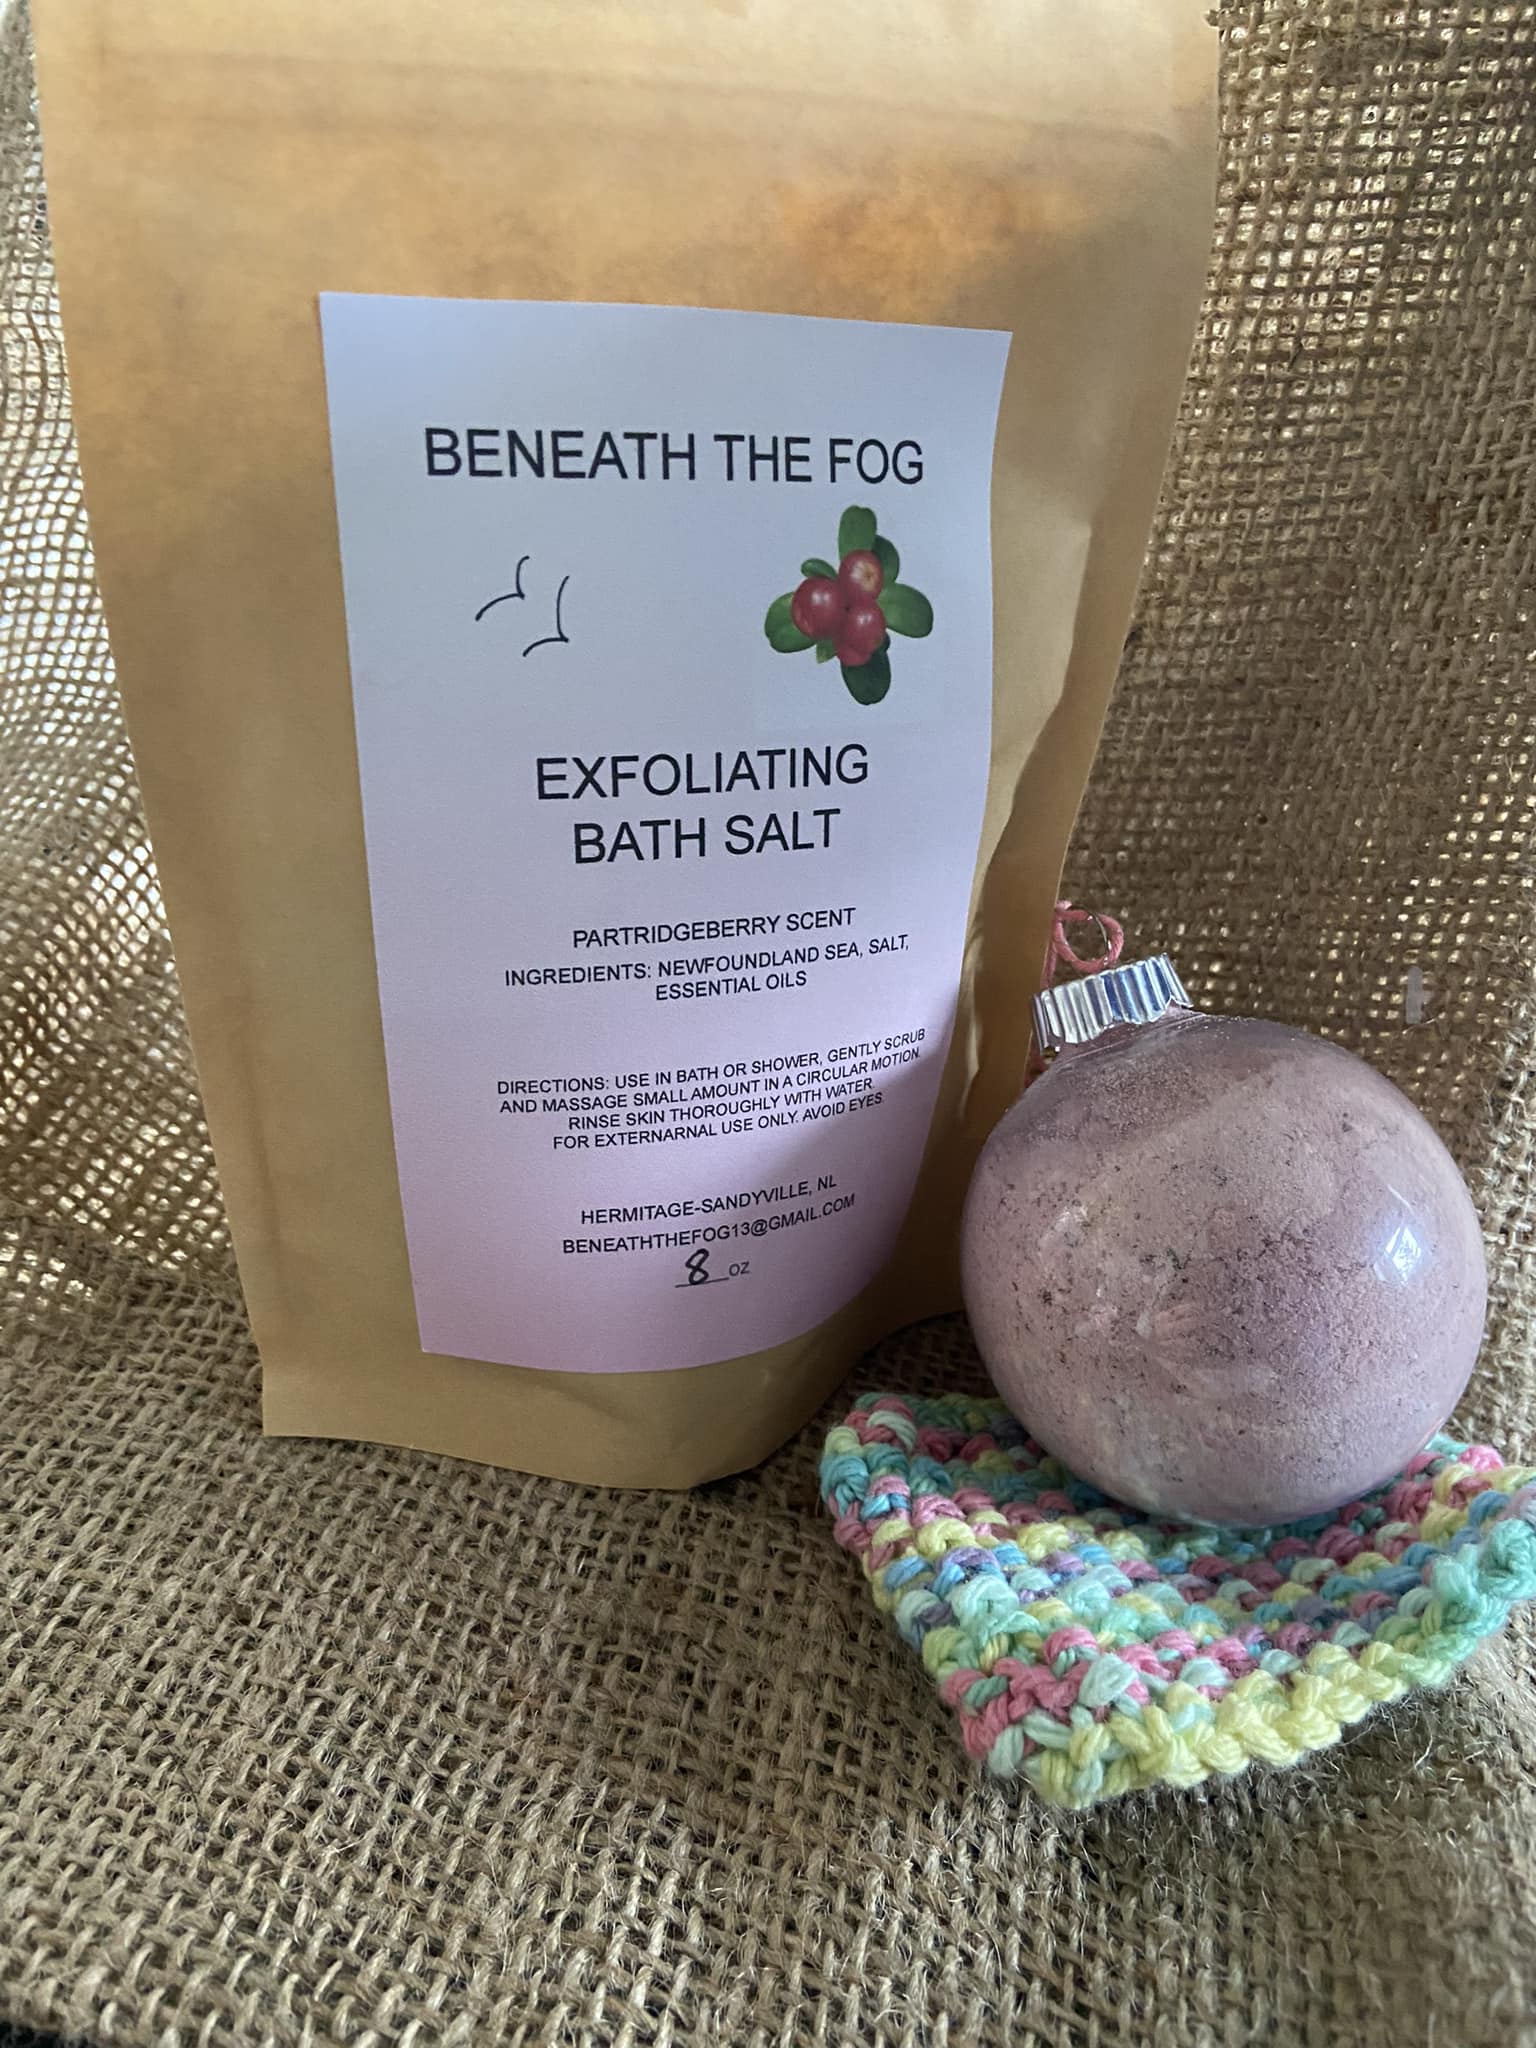 BENEATH THE FOG
EXFOLIATING
BATH SALT
PARTRIDGEBERRY SCENT
INGREDIENTS: NEWFOUNDLAND SEA, SALT,
ESSENTIAL OILS
DIRECTIONS: USE IN BATH OR SHOWER, GENTLY SCRUB
AND MASSAGE SMALL AMOUNT IN A CIRCULAR MOTION.
RINSE SKIN THOROUGHLY WITH WATER.
FOR EXTERNARNAL USE ONLY. AVOID EYES.
HERMITAGE-SANDYVILLE, NL
BENEATHTHEFOG13@GMAIL.COM
8 OZ